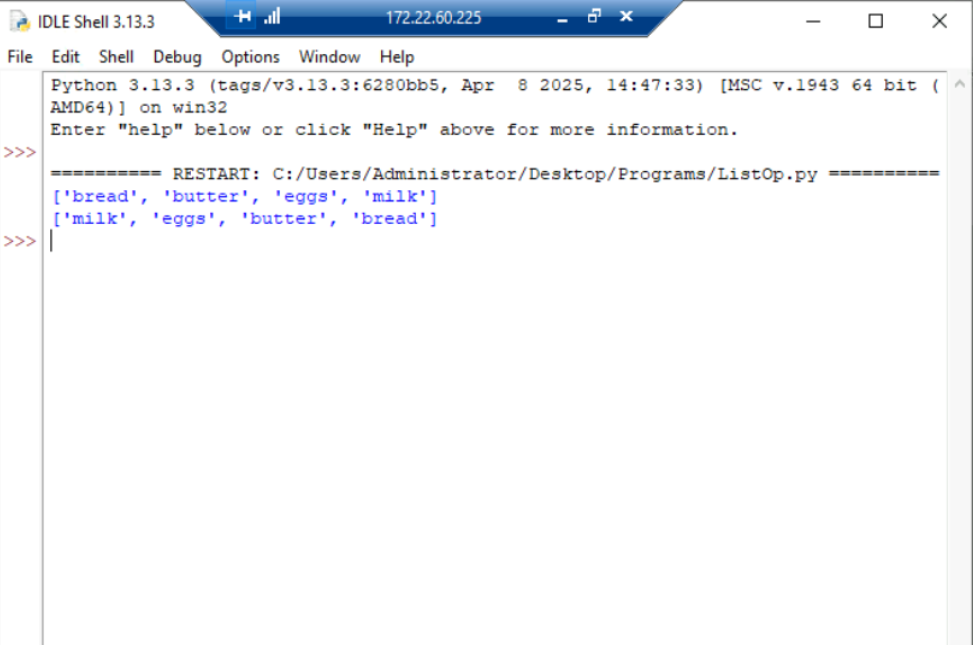 IDLE Shell 3.13.3
172.22.60.225
File Edit Shell Debug Options Window Help
Python 3.13.3 (tags/v3.13.3:6280bb5, Apr  8 2025, 14:47:33) [MSC v.1943 64 bit (
AMD64)] on win32
Enter "help" below or click "Help" above for more information.
>>>
========== RESTART: C:/Users/Administrator/Desktop/Programs/ListOp.py ==========
['bread', 'butter', 'eggs', 'milk']
['milk', 'eggs', 'butter', 'bread']
>>>